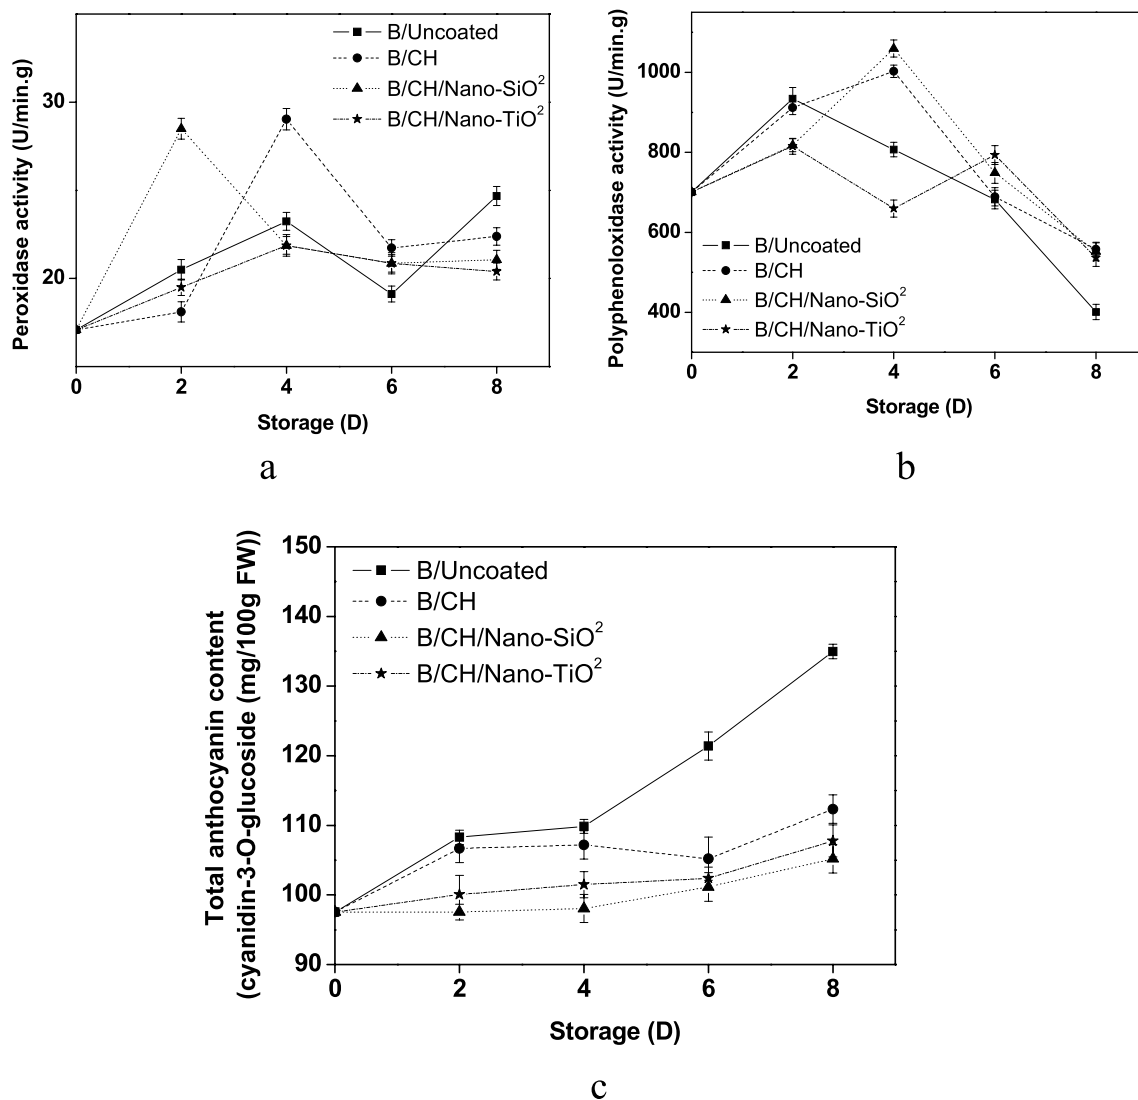 Peroxidase activity (U/min.g)
30
20
0 2 4 6 8
Storage (D)
B/Uncoated
B/CH
B/CH/Nano-SiO²
B/CH/Nano-TiO²
a
Polyphenoloxidase activity (U/min.g)
1000
800
600
400
0 2 4 6 8
Storage (D)
B/Uncoated
B/CH
B/CH/Nano-SiO²
B/CH/Nano-TiO²
b
Total anthocyanin content
(cyanidin-3-O-glucoside (mg/100g FW))
150
140
130
120
110
100
90
0 2 4 6 8
Storage (D)
B/Uncoated
B/CH
B/CH/Nano-SiO²
B/CH/Nano-TiO²
c